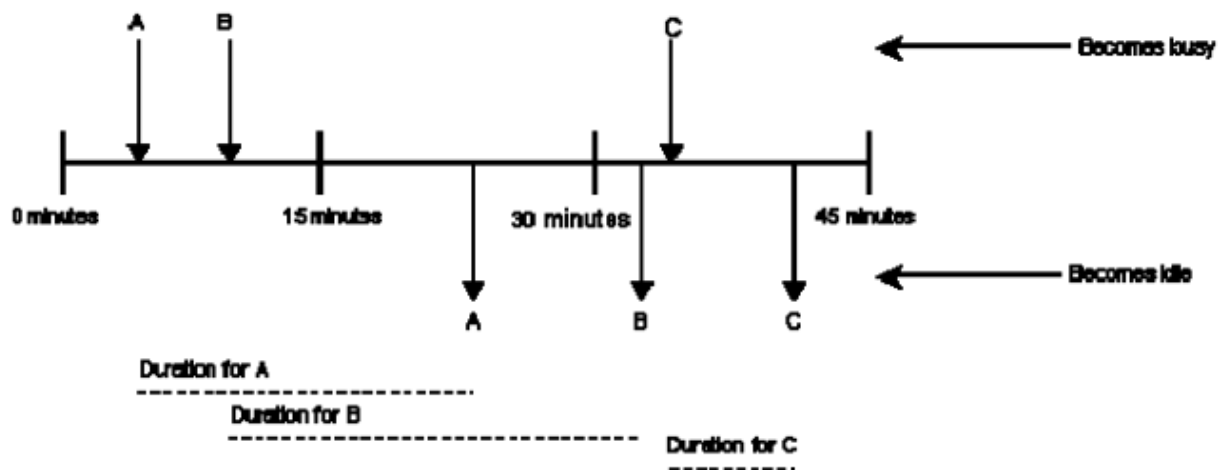 A
B
C
Becomes busy
0 minutes
15 minutes
30 minutes
45 minutes
Becomes idle
A
B
C
Duration for A
Duration for B
Duration for C